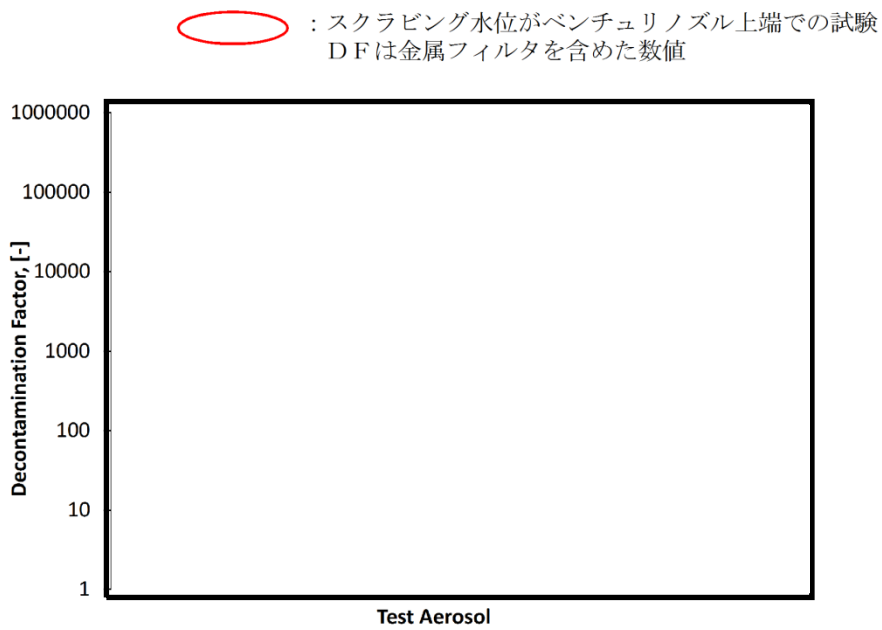 ：スクラビング水位がベンチュリノズル上端での試験
ＤＦは金属フィルタを含めた数値
1000000
100000
10000
1000
100
10
1
Decontamination Factor, [-]
Test Aerosol